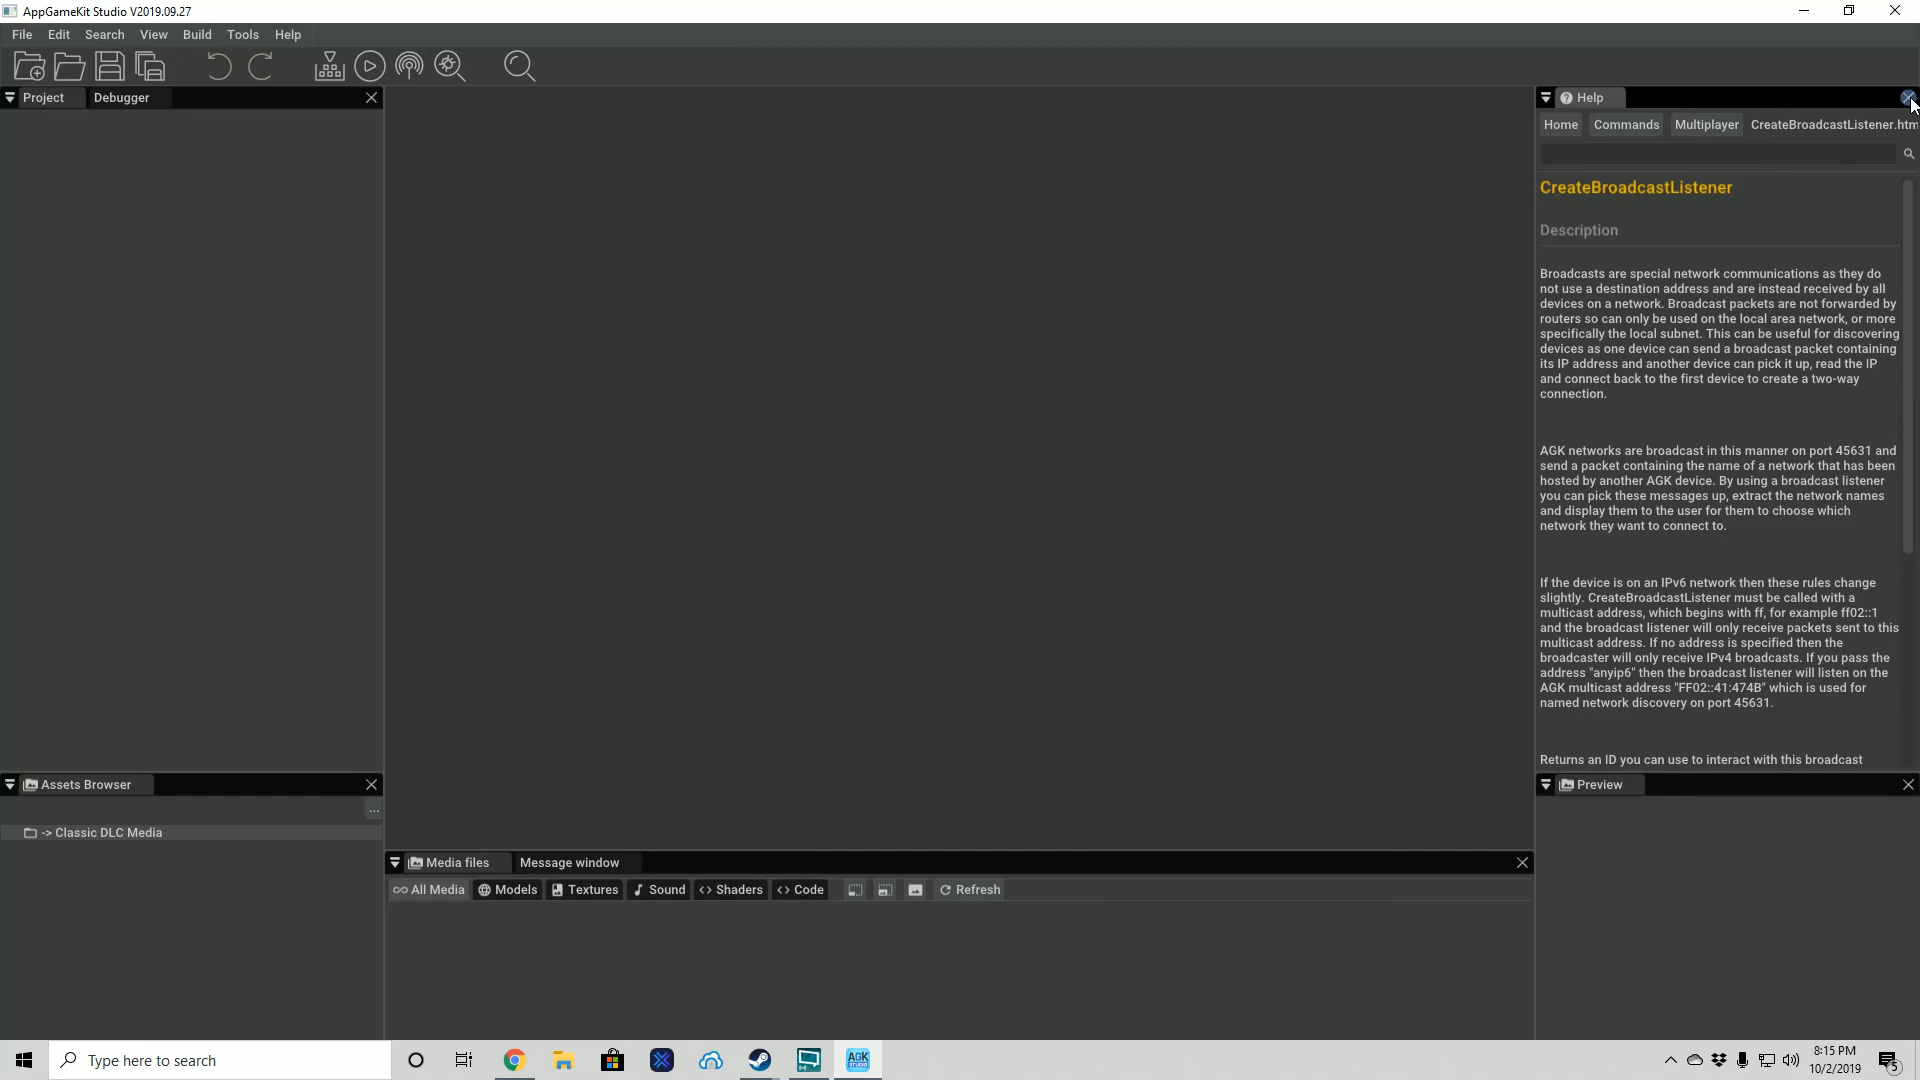 AppGameKit Studio V2019.09.27
File Edit Search View Build Tools Help
Project Debugger
Help
Home Commands Multiplayer CreateBroadcastListener.htm
CreateBroadcastListener
Description
Broadcasts are special network communications as they do
not use a destination address and are instead received by all
devices on a network. Broadcast packets are not forwarded by
routers so can only be used on the local area network, or more
specifically the local subnet. This can be useful for discovering
devices as one device can send a broadcast packet containing
its IP address and another device can pick it up, read the IP
and connect back to the first device to create a two-way
connection.
AGK networks are broadcast in this manner on port 45631 and
send a packet containing the name of a network that has been
hosted by another AGK device. By using a broadcast listener
you can pick these messages up, extract the network names
and display them to the user for them to choose which
network they want to connect to.
If the device is on an IPv6 network then these rules change
slightly. CreateBroadcastListener must be called with a
multicast address, which begins with ff, for example ff02::1
and the broadcast listener will only receive packets sent to this
multicast address. If no address is specified then the
broadcaster will only receive IPv4 broadcasts. If you pass the
address "anyip6" then the broadcast listener will listen on the
AGK multicast address "FF02::41:474B" which is used for
named network discovery on port 45631.
Returns an ID you can use to interact with this broadcast
Assets Browser
...
-> Classic DLC Media
Media files Message window
All Media Models Textures Sound <> Shaders <> Code Refresh
Preview
Type here to search
AGK
STUDIO
8:15 PM
10/2/2019
5